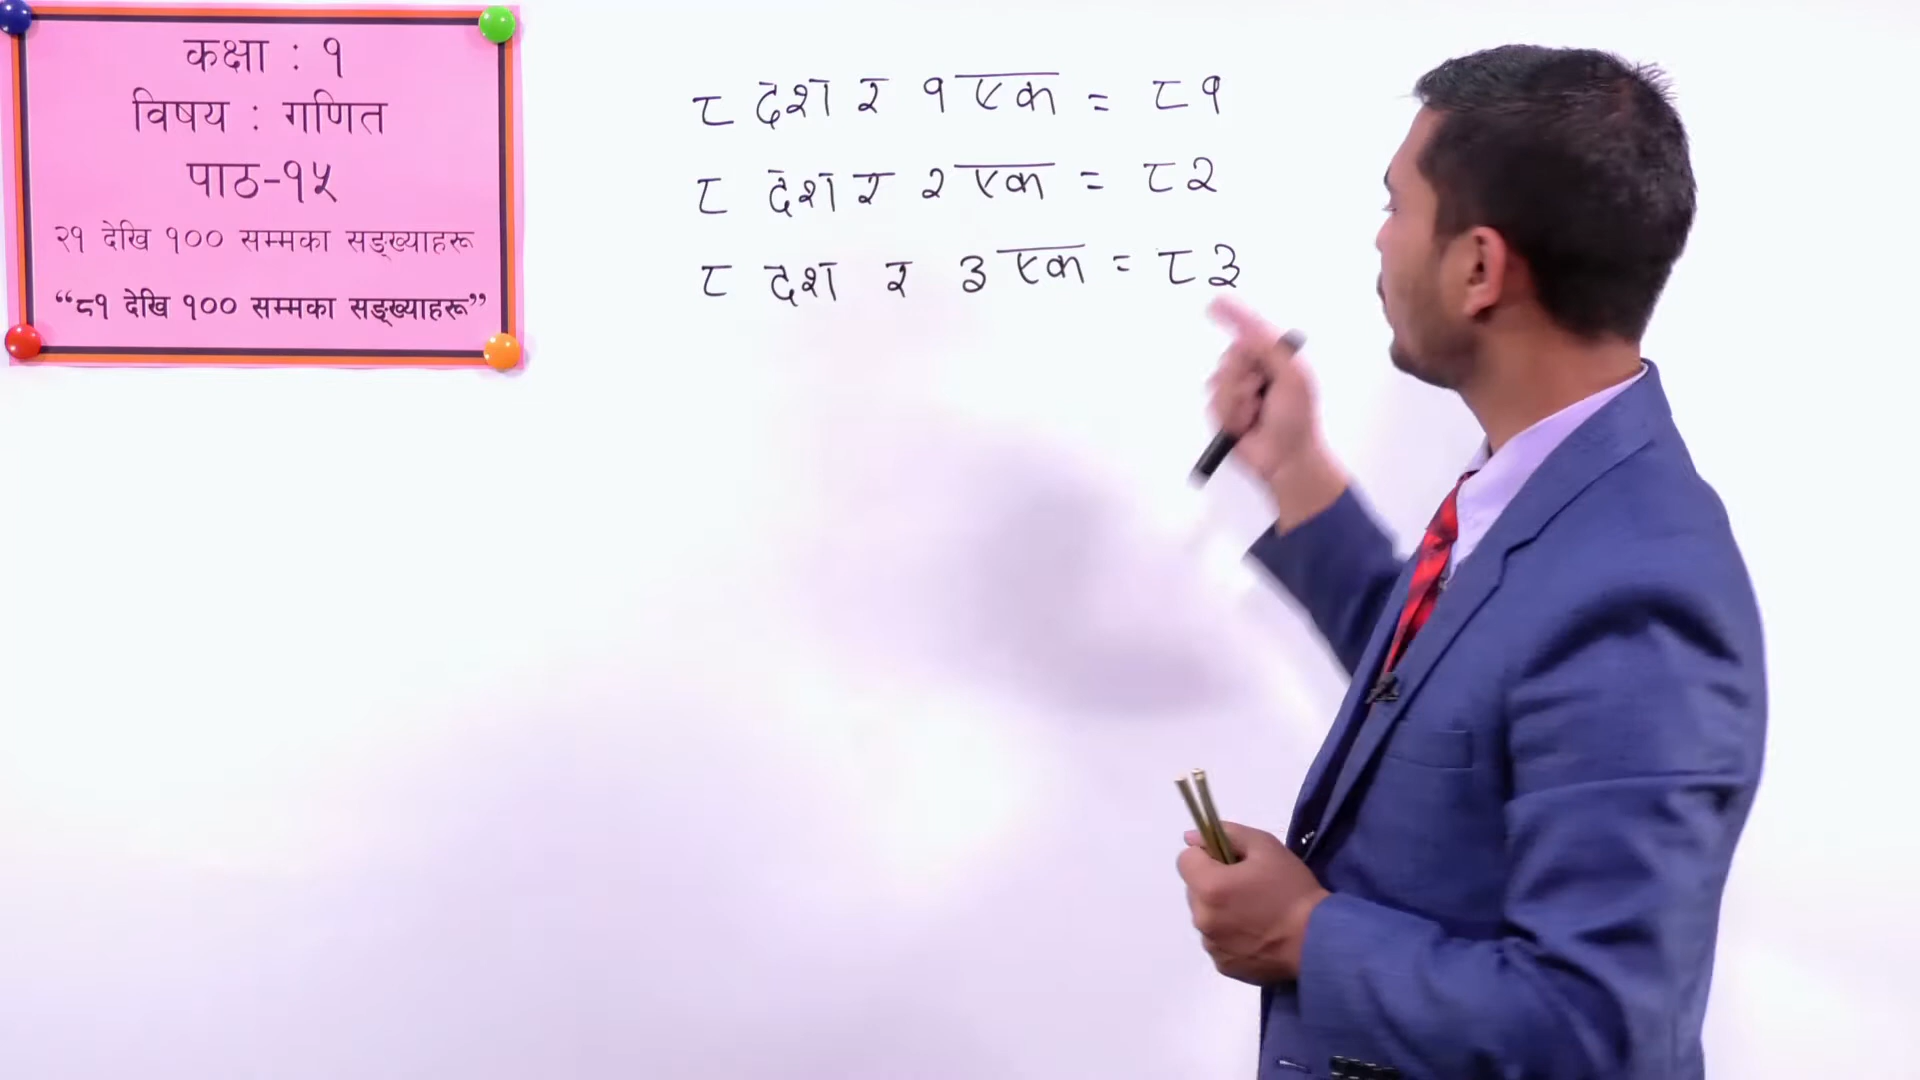 कक्षा : १
विषय : गणित
पाठ-१५
२१ देखि १०० सम्मका सङ्ख्याहरू
“८१ देखि १०० सम्मका सङ्ख्याहरू”
८ दश र १ एक = ८१
८ दश र २ एक = ८२
८ दश र ३ एक = ८३